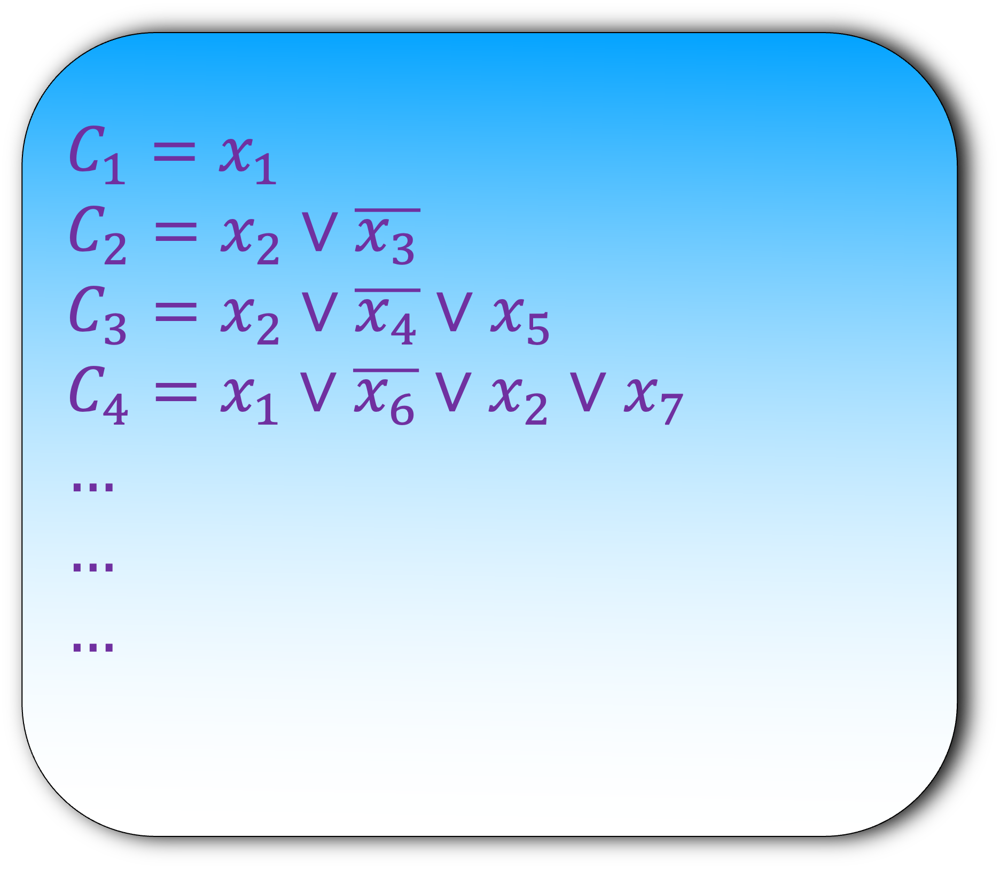 C₁ = x₁
C₂ = x₂ ∨ x̅₃
C₃ = x₂ ∨ x̅₄ ∨ x₅
C₄ = x₁ ∨ x̅₆ ∨ x₂ ∨ x₇
...
...
...